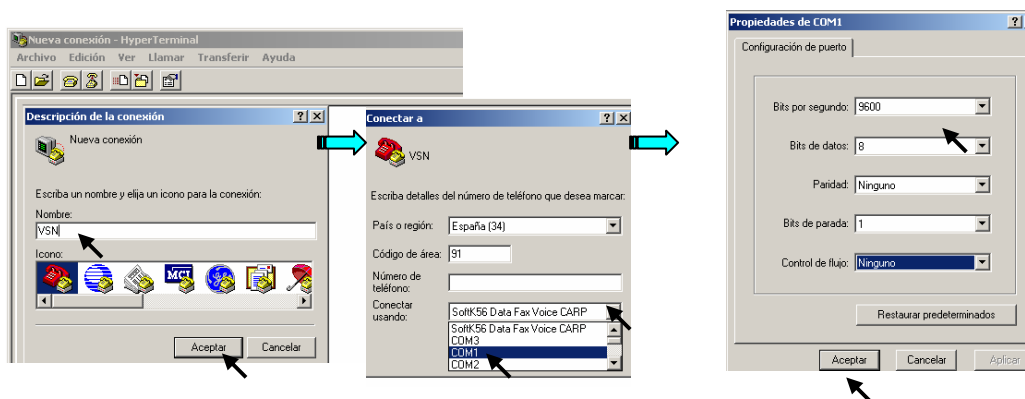 Nueva conexión - HyperTerminal
Archivo Edición Ver Llamar Transferir Ayuda
Descripción de la conexión
Nueva conexión
Escriba un nombre y elija un icono para la conexión:
Nombre:
VSN
Icono:
MCI
Aceptar Cancelar
Conectar a
VSN
Escriba detalles del número de teléfono que desea marcar:
País o región: España (34)
Código de área: 91
Número de
teléfono:
Conectar
usando:
SoftK56 Data Fax Voice CARP
SoftK56 Data Fax Voice CARP
COM3
COM1
COM2
Propiedades de COM1
Configuración de puerto
Bits por segundo: 9600
Bits de datos: 8
Paridad: Ninguno
Bits de parada: 1
Control de flujo: Ninguno
Restaurar predeterminados
Aceptar Cancelar Aplicar